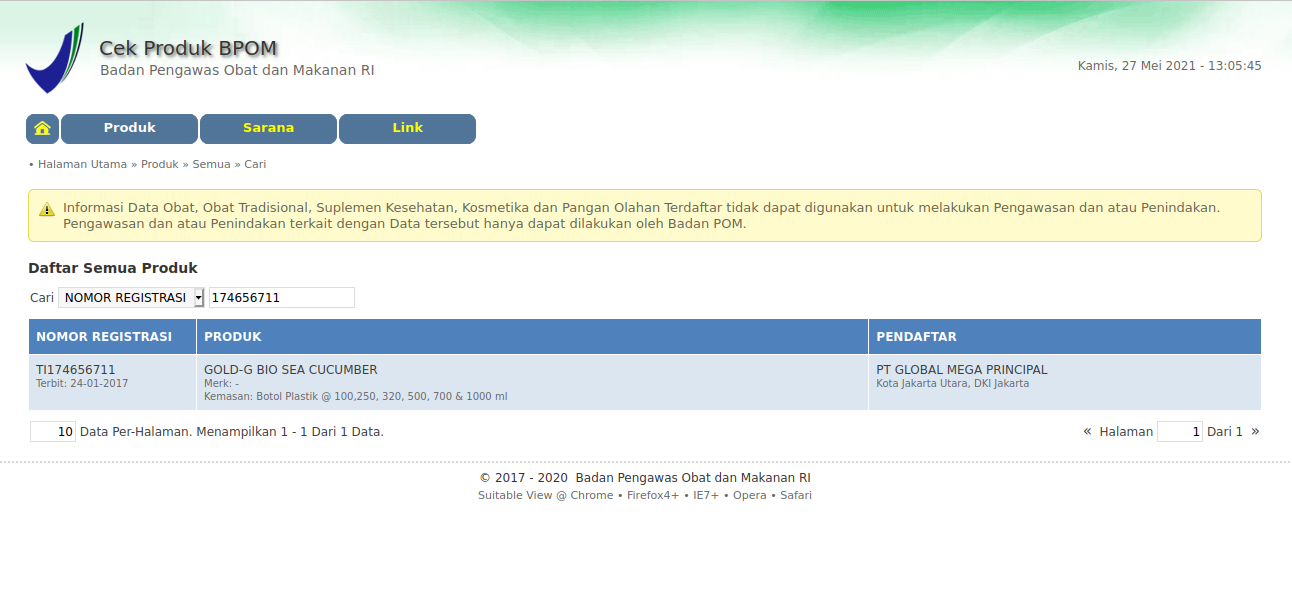 Cek Produk BPOM
Badan Pengawas Obat dan Makanan RI
Kamis, 27 Mei 2021 - 13:05:45
Produk
Sarana
Link
• Halaman Utama » Produk » Semua » Cari
Informasi Data Obat, Obat Tradisional, Suplemen Kesehatan, Kosmetika dan Pangan Olahan Terdaftar tidak dapat digunakan untuk melakukan Pengawasan dan atau Penindakan.
Pengawasan dan atau Penindakan terkait dengan Data tersebut hanya dapat dilakukan oleh Badan POM.
Daftar Semua Produk
Cari NOMOR REGISTRASI 174656711
NOMOR REGISTRASI PRODUK PENDAFTAR
TI174656711 GOLD-G BIO SEA CUCUMBER PT GLOBAL MEGA PRINCIPAL
Terbit: 24-01-2017 Merk: - Kota Jakarta Utara, DKI Jakarta
Kemasan: Botol Plastik @ 100,250, 320, 500, 700 & 1000 ml
10 Data Per-Halaman. Menampilkan 1 - 1 Dari 1 Data. « Halaman 1 Dari 1 »
© 2017 - 2020 Badan Pengawas Obat dan Makanan RI
Suitable View @ Chrome • Firefox4+ • IE7+ • Opera • Safari